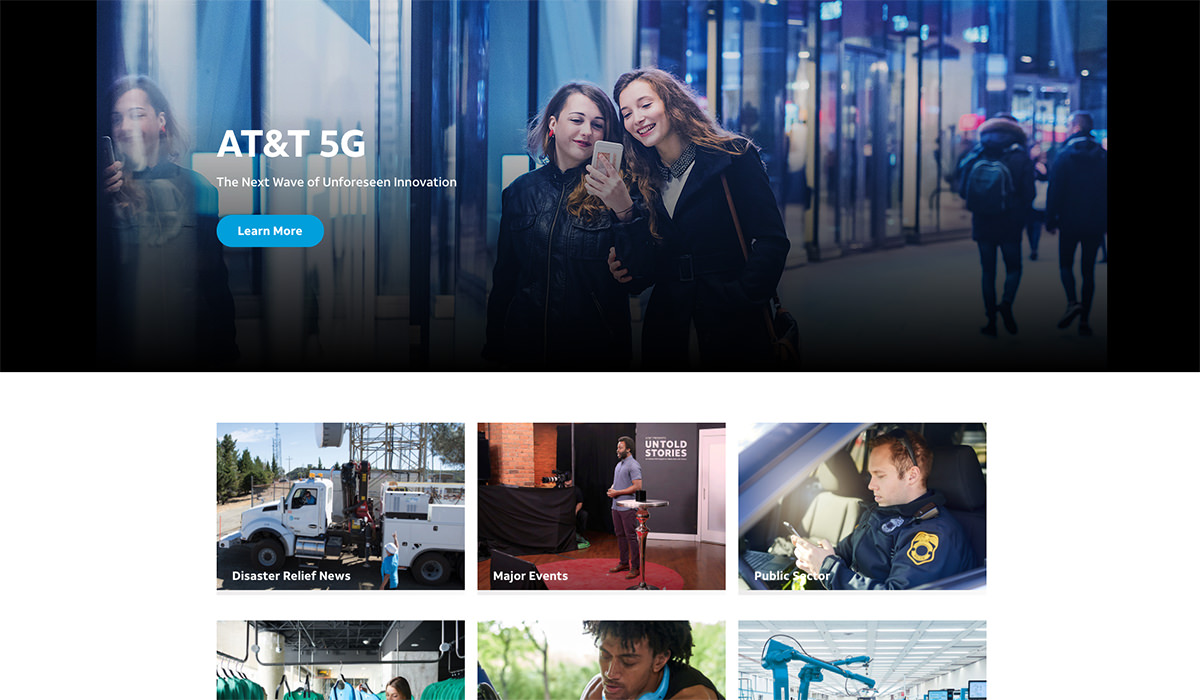 AT&T 5G
The Next Wave of Unforeseen Innovation
Learn More
UNTOLD
STORIES
Disaster Relief News
Major Events
Public Sector